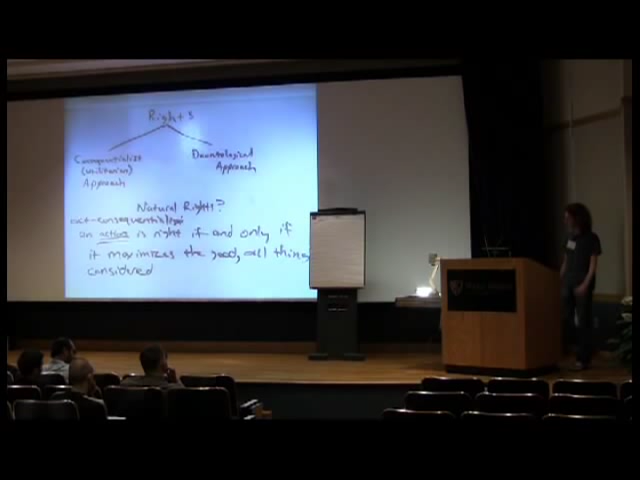 Rights
Consequentialist
Deontological
(utilitarian)
Approach
Approach
Natural Rights?
act-consequentialism
an action is right if and only if
it maximizes the good, all things
considered